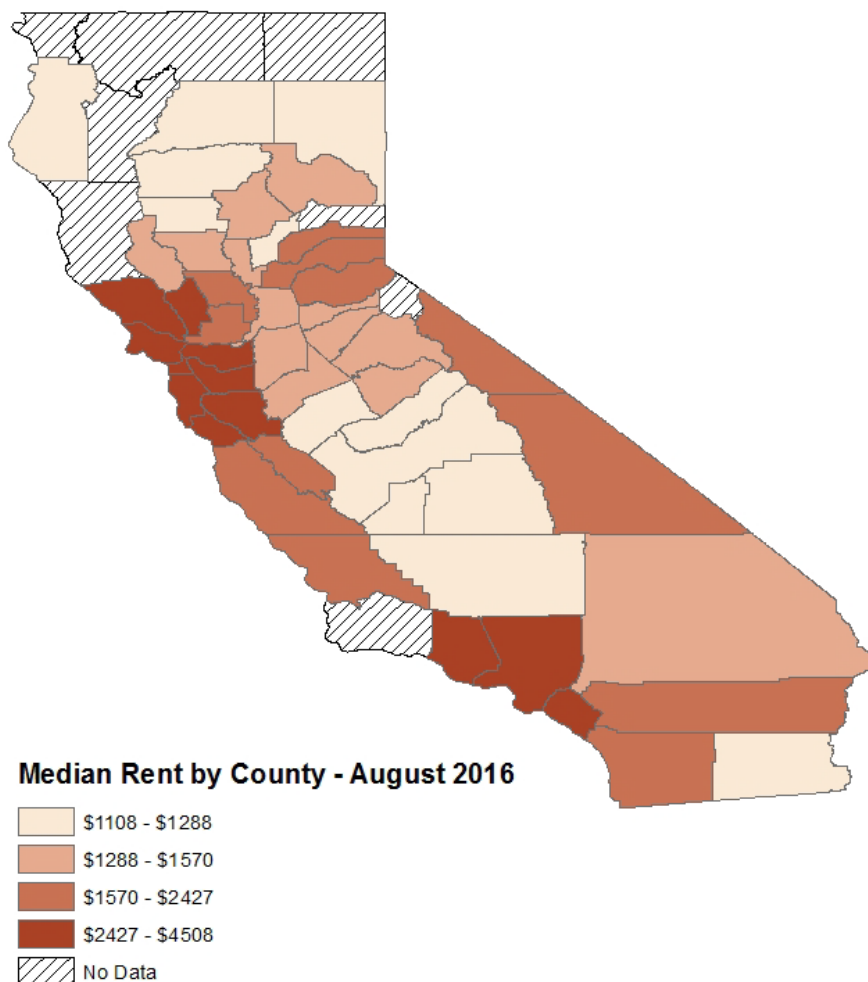 Median Rent by County - August 2016
$1108 - $1288
$1288 - $1570
$1570 - $2427
$2427 - $4508
No Data